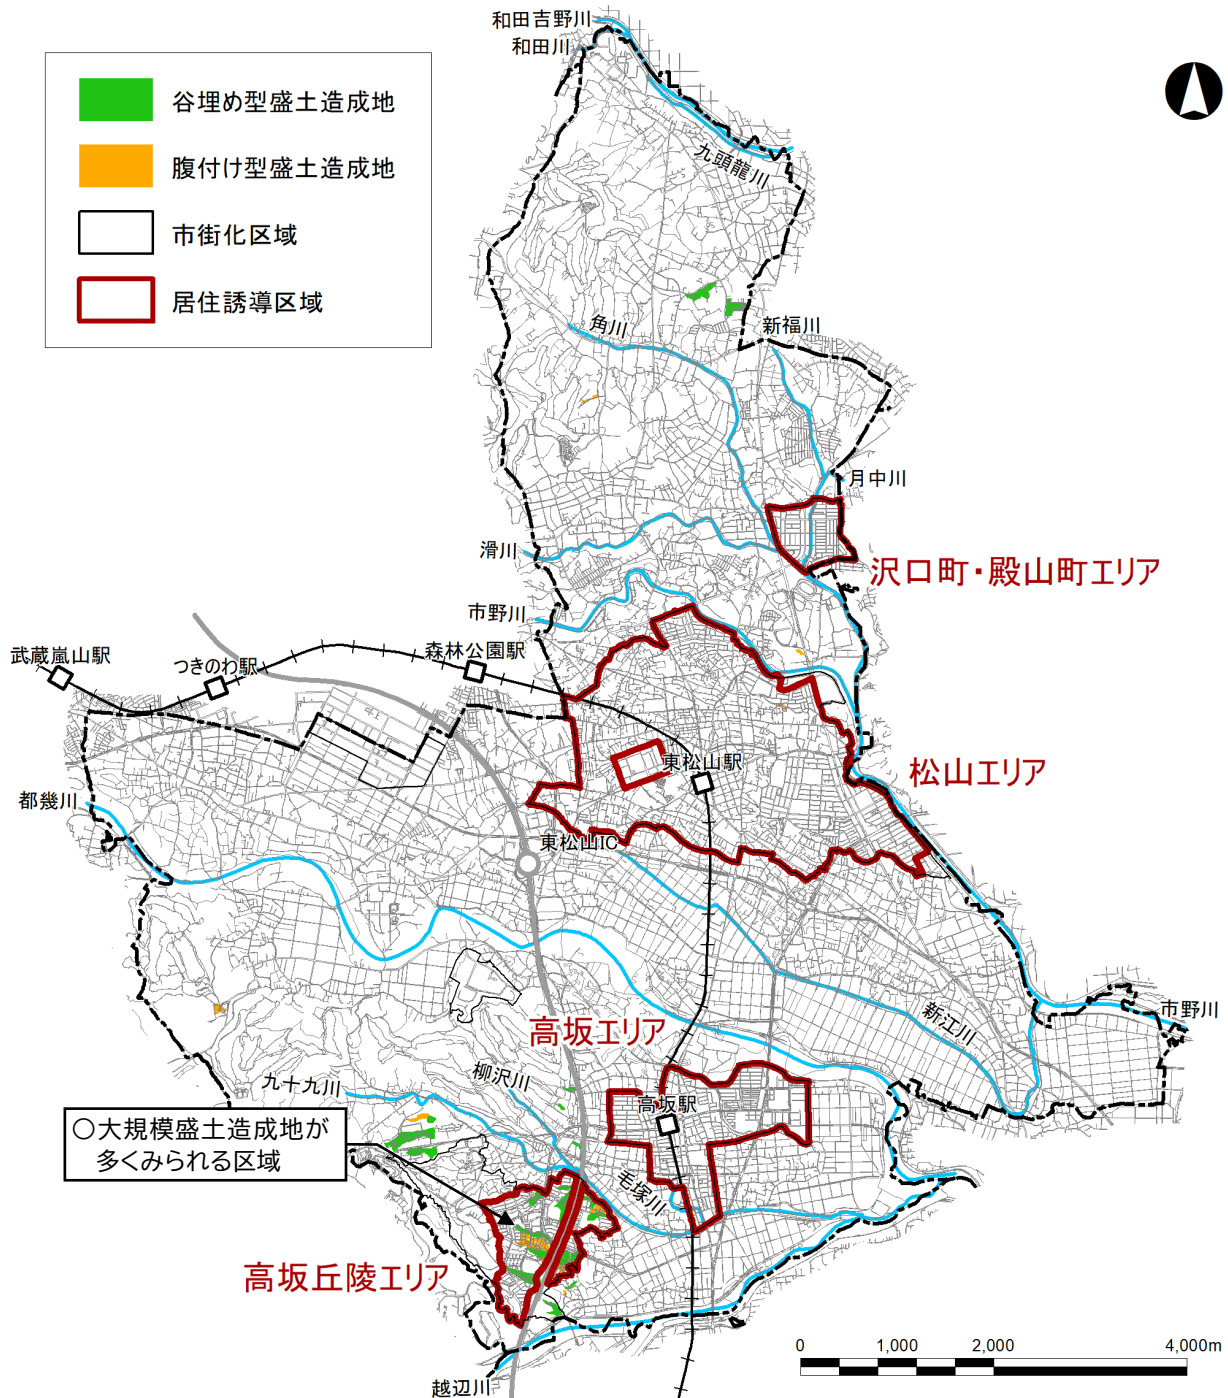 和田吉野川
和田川
谷埋め型盛土造成地
腹付け型盛土造成地
市街化区域
居住誘導区域
九頭龍川
角川
新福川
月中川
滑川
沢口町・殿山町エリア
市野川
武蔵嵐山駅
つきのわ駅
森林公園駅
東松山駅
松山エリア
都幾川
東松山IC
高坂エリア
新江川
市野川
九十九川
柳沢川
高坂駅
○大規模盛土造成地が
多くみられる区域
毛塚川
高坂丘陵エリア
越辺川
0 1,000 2,000 4,000m